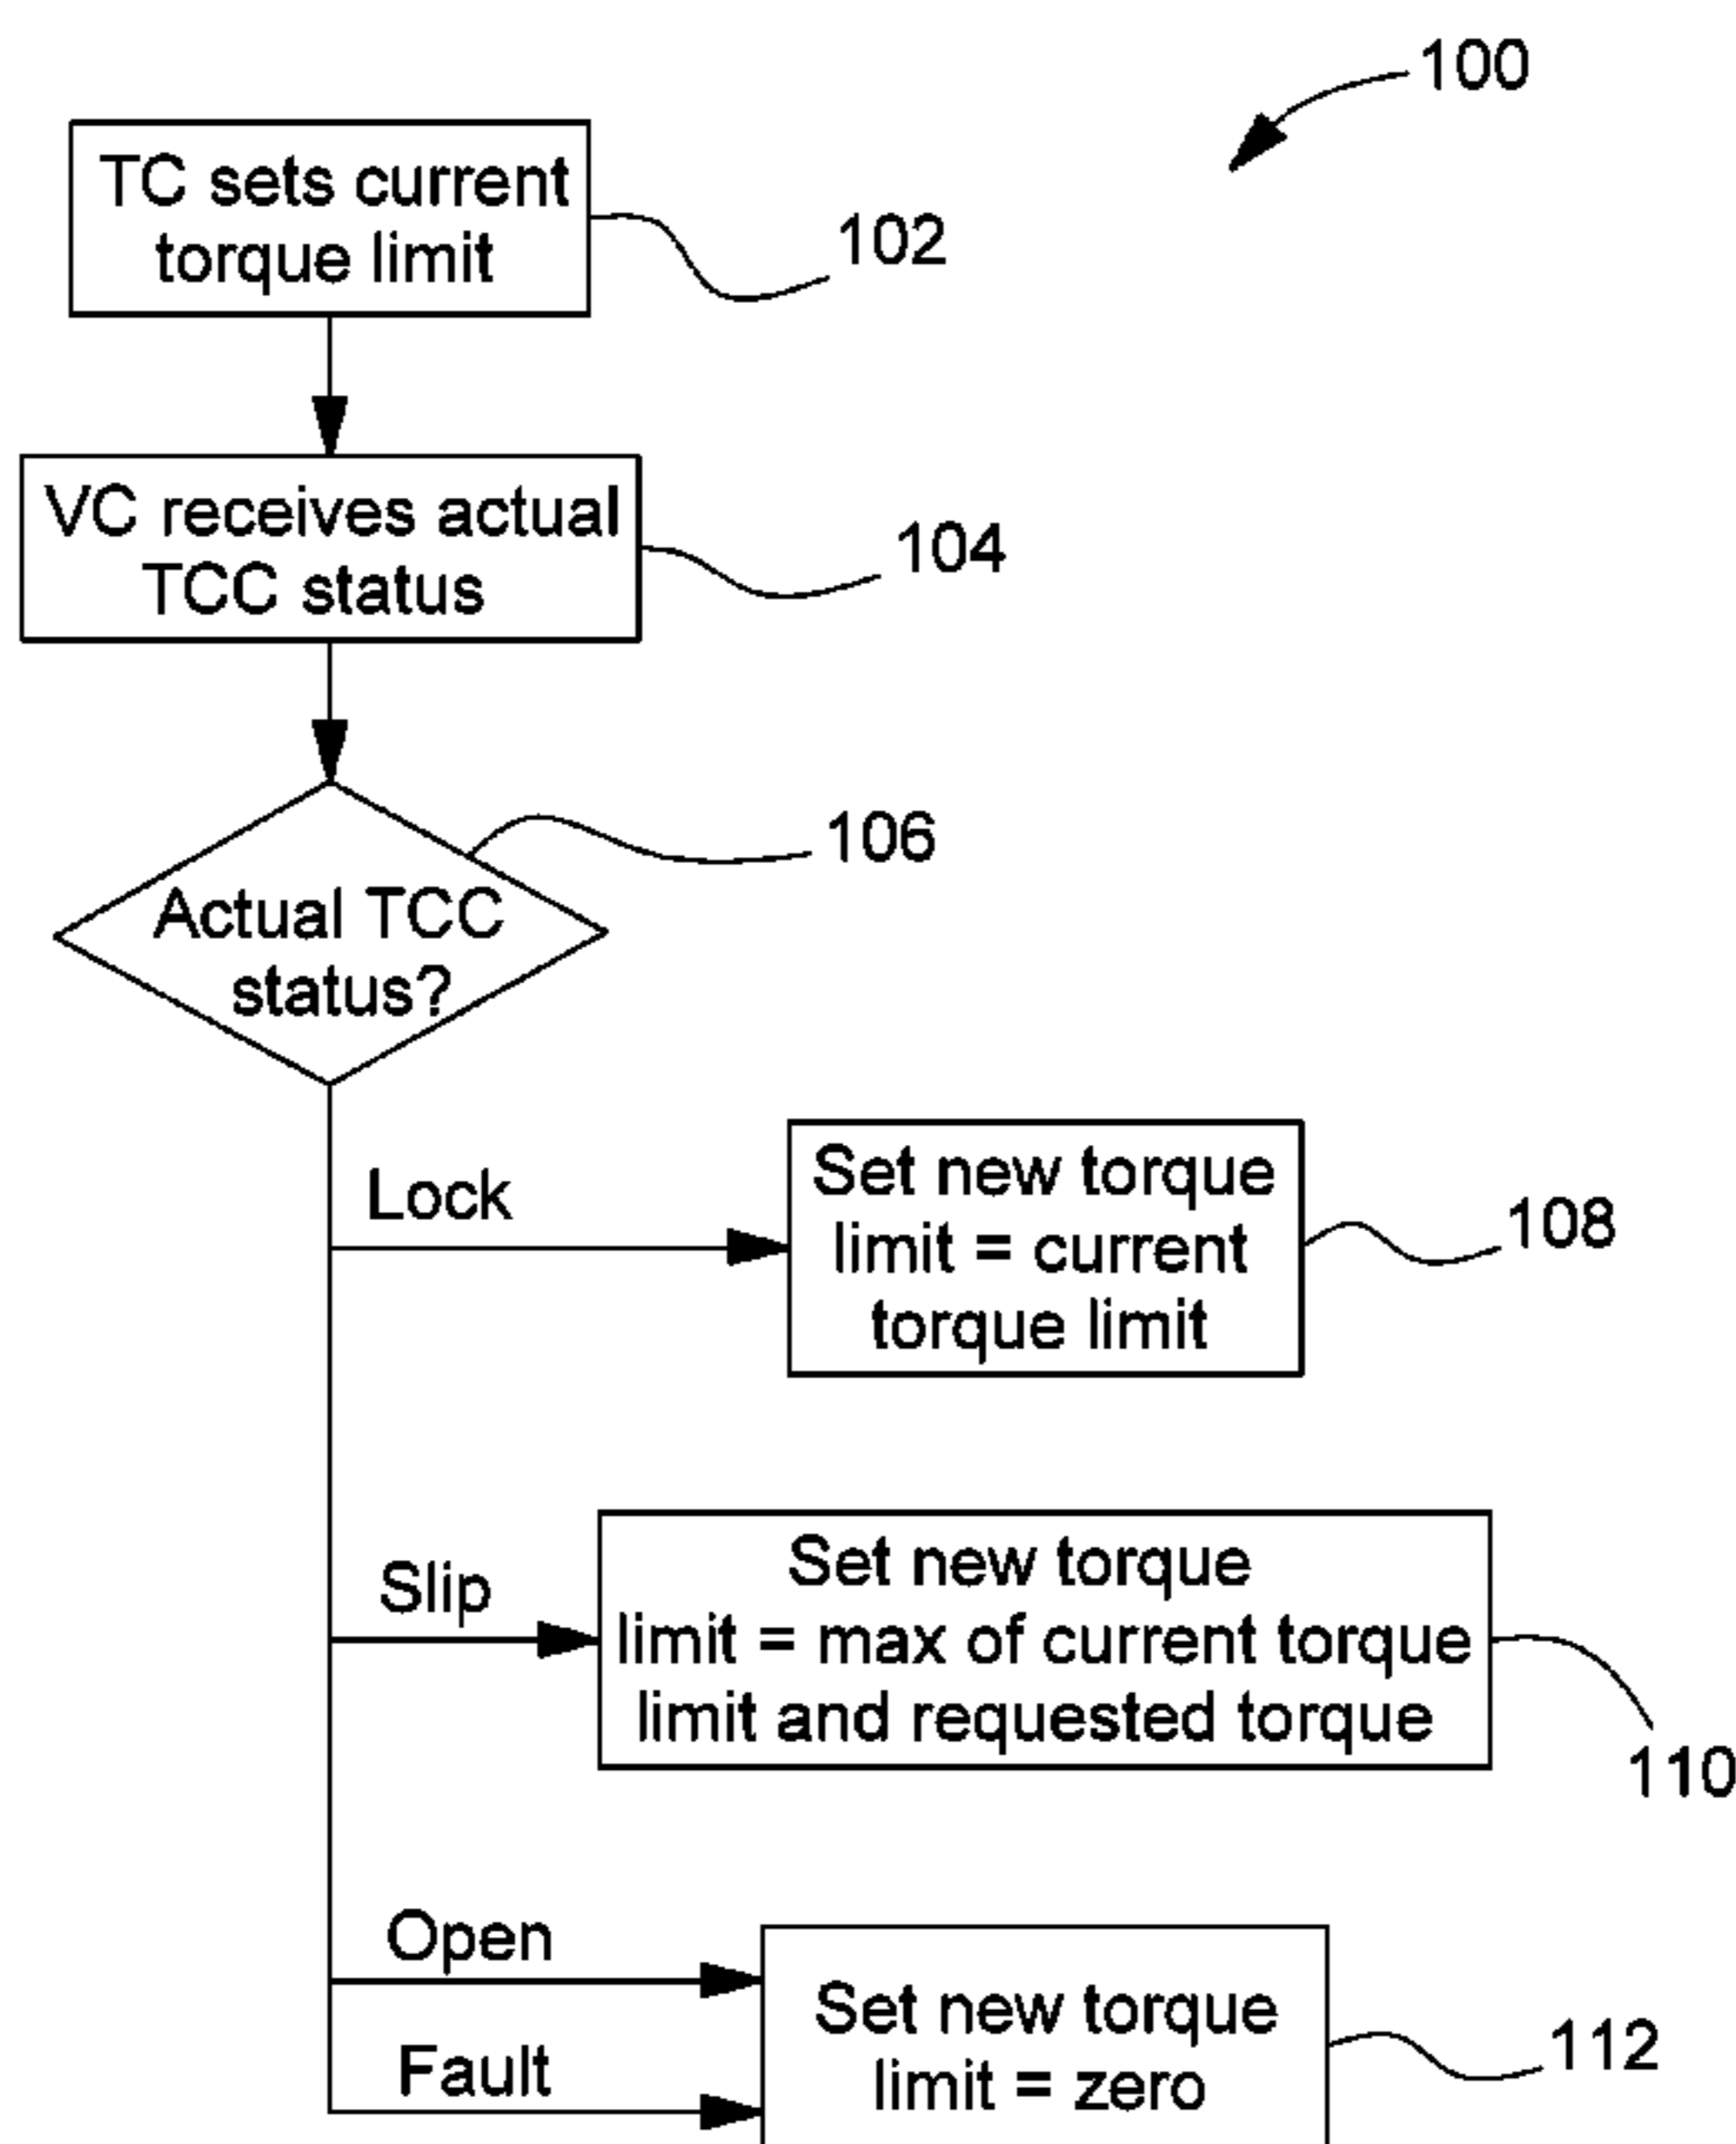 100
TC sets current
torque limit
102
VC receives actual
TCC status
104
106
Actual TCC
status?
Lock
Set new torque
limit = current
torque limit
108
Slip
Set new torque
limit = max of current torque
limit and requested torque
110
Open
Fault
Set new torque
limit = zero
112